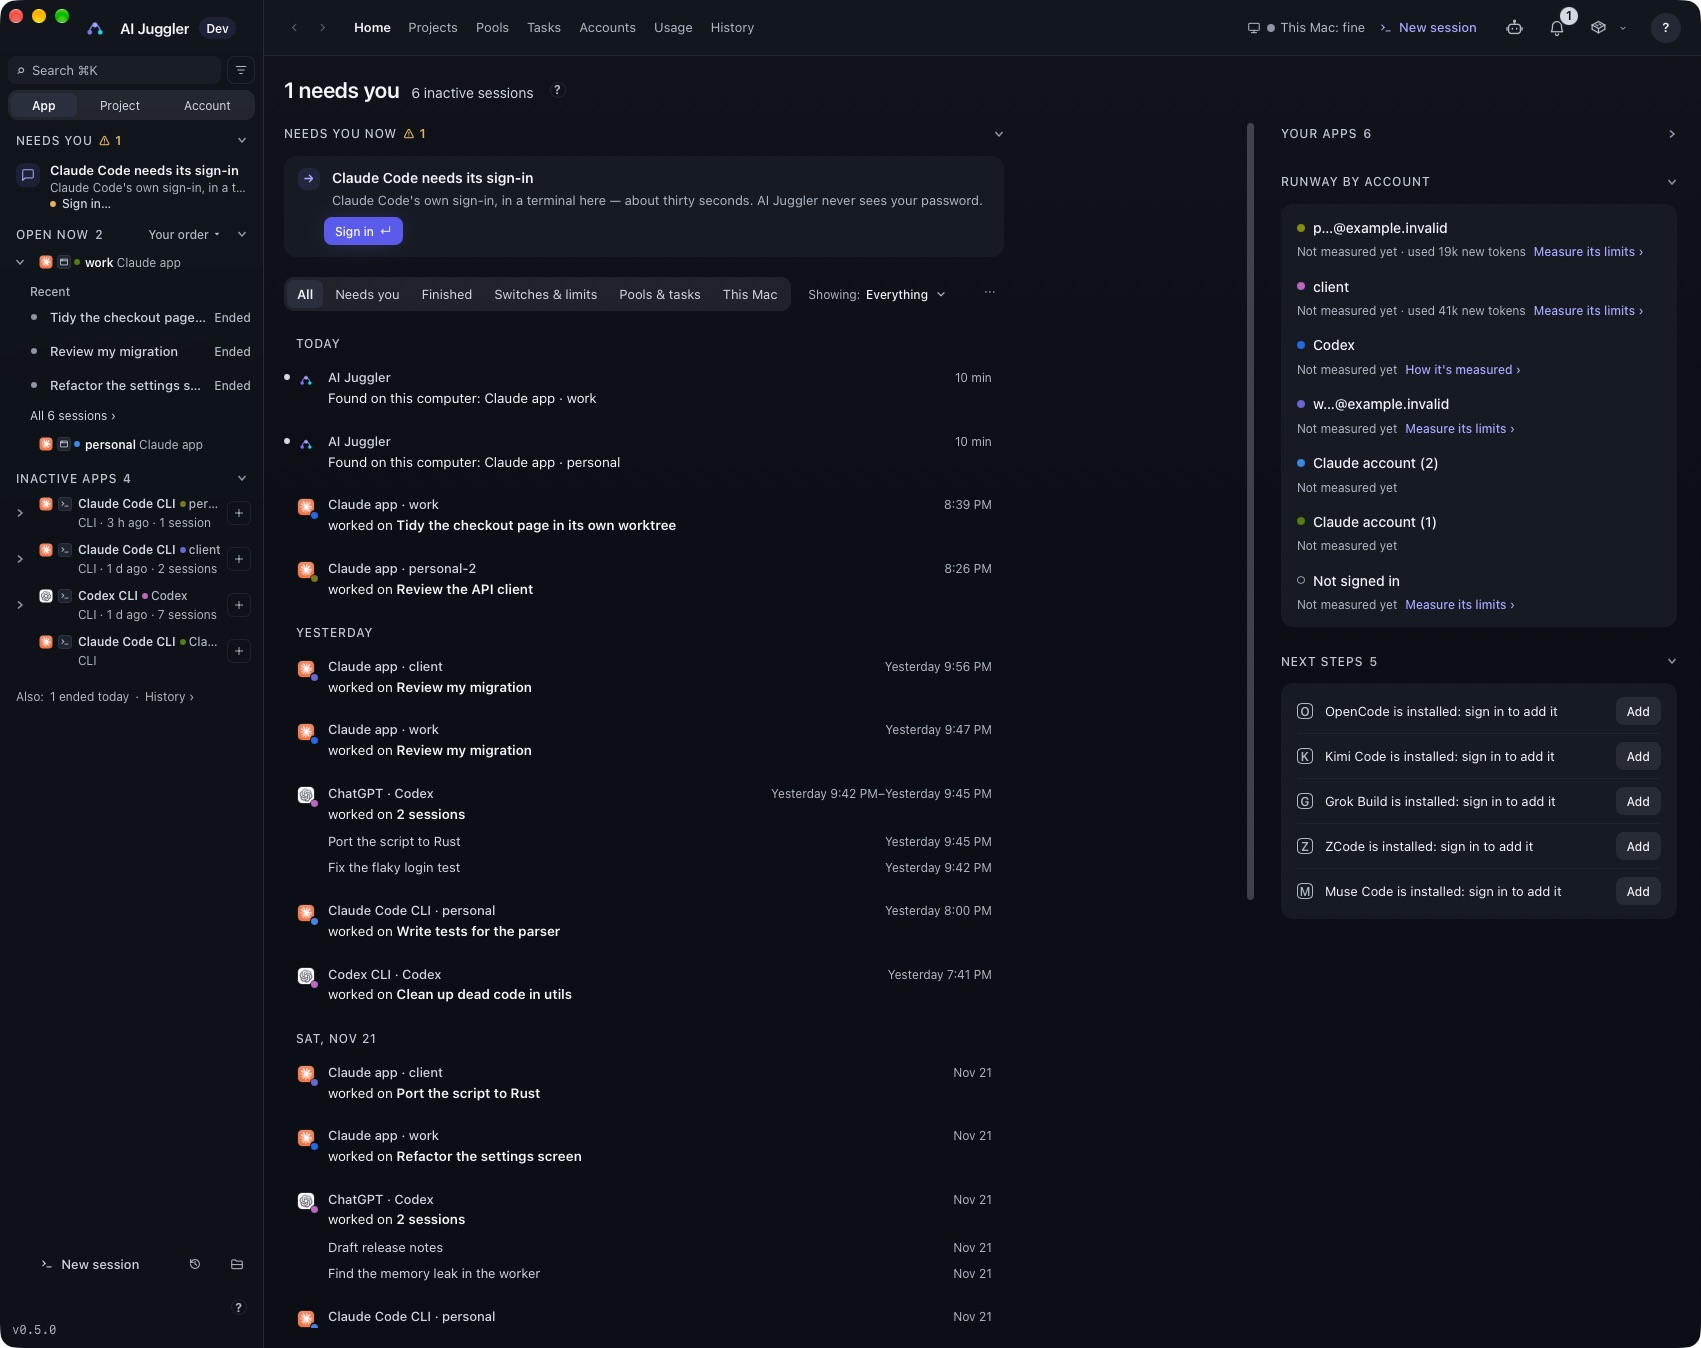 AI Juggler Dev
Search ⌘K
App Project Account
NEEDS YOU 1
Claude Code needs its sign-in
Claude Code's own sign-in, in a t...
Sign in...
OPEN NOW 2 Your order
work Claude app
Recent
Tidy the checkout page... Ended
Review my migration Ended
Refactor the settings s... Ended
All 6 sessions ›
personal Claude app
INACTIVE APPS 4
Claude Code CLI per...
CLI · 3 h ago · 1 session
Claude Code CLI client
CLI · 1 d ago · 2 sessions
Codex CLI Codex
CLI · 1 d ago · 7 sessions
Claude Code CLI Cla...
CLI
Also: 1 ended today · History ›
New session
?
v0.5.0
Home Projects Pools Tasks Accounts Usage History
This Mac: fine New session 1 ?
1 needs you 6 inactive sessions ?
NEEDS YOU NOW 1
Claude Code needs its sign-in
Claude Code's own sign-in, in a terminal here — about thirty seconds. AI Juggler never sees your password.
Sign in ↵
All Needs you Finished Switches & limits Pools & tasks This Mac Showing: Everything ...
TODAY
AI Juggler 10 min
Found on this computer: Claude app · work
AI Juggler 10 min
Found on this computer: Claude app · personal
Claude app · work 8:39 PM
worked on Tidy the checkout page in its own worktree
Claude app · personal-2 8:26 PM
worked on Review the API client
YESTERDAY
Claude app · client Yesterday 9:56 PM
worked on Review my migration
Claude app · work Yesterday 9:47 PM
worked on Review my migration
ChatGPT · Codex Yesterday 9:42 PM–Yesterday 9:45 PM
worked on 2 sessions
Port the script to Rust Yesterday 9:45 PM
Fix the flaky login test Yesterday 9:42 PM
Claude Code CLI · personal Yesterday 8:00 PM
worked on Write tests for the parser
Codex CLI · Codex Yesterday 7:41 PM
worked on Clean up dead code in utils
SAT, NOV 21
Claude app · client Nov 21
worked on Port the script to Rust
Claude app · work Nov 21
worked on Refactor the settings screen
ChatGPT · Codex Nov 21
worked on 2 sessions
Draft release notes Nov 21
Find the memory leak in the worker Nov 21
Claude Code CLI · personal Nov 21
YOUR APPS 6
RUNWAY BY ACCOUNT
p...@example.invalid
Not measured yet · used 19k new tokens Measure its limits ›
client
Not measured yet · used 41k new tokens Measure its limits ›
Codex
Not measured yet How it's measured ›
w...@example.invalid
Not measured yet Measure its limits ›
Claude account (2)
Not measured yet
Claude account (1)
Not measured yet
Not signed in
Not measured yet Measure its limits ›
NEXT STEPS 5
O OpenCode is installed: sign in to add it Add
K Kimi Code is installed: sign in to add it Add
G Grok Build is installed: sign in to add it Add
Z ZCode is installed: sign in to add it Add
M Muse Code is installed: sign in to add it Add